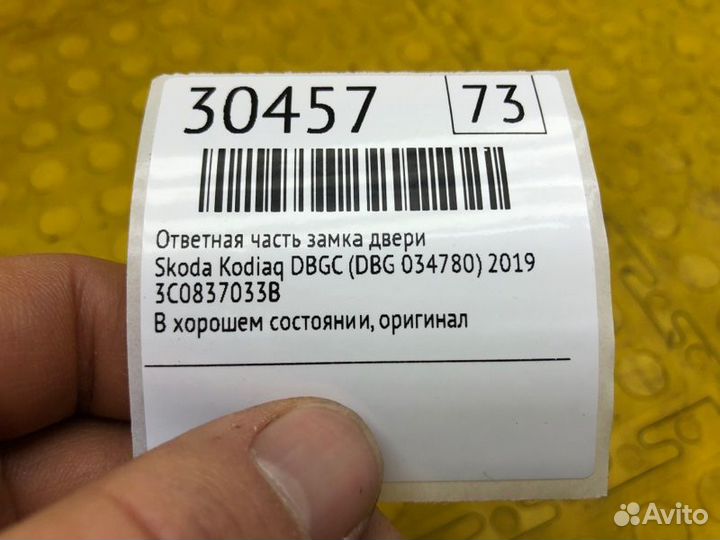 30457
73
Ответная часть замка двери
Skoda Kodiaq DBGC (DBG 034780) 2019
3C0837033B
В хорошем состоянии, оригинал
Avito